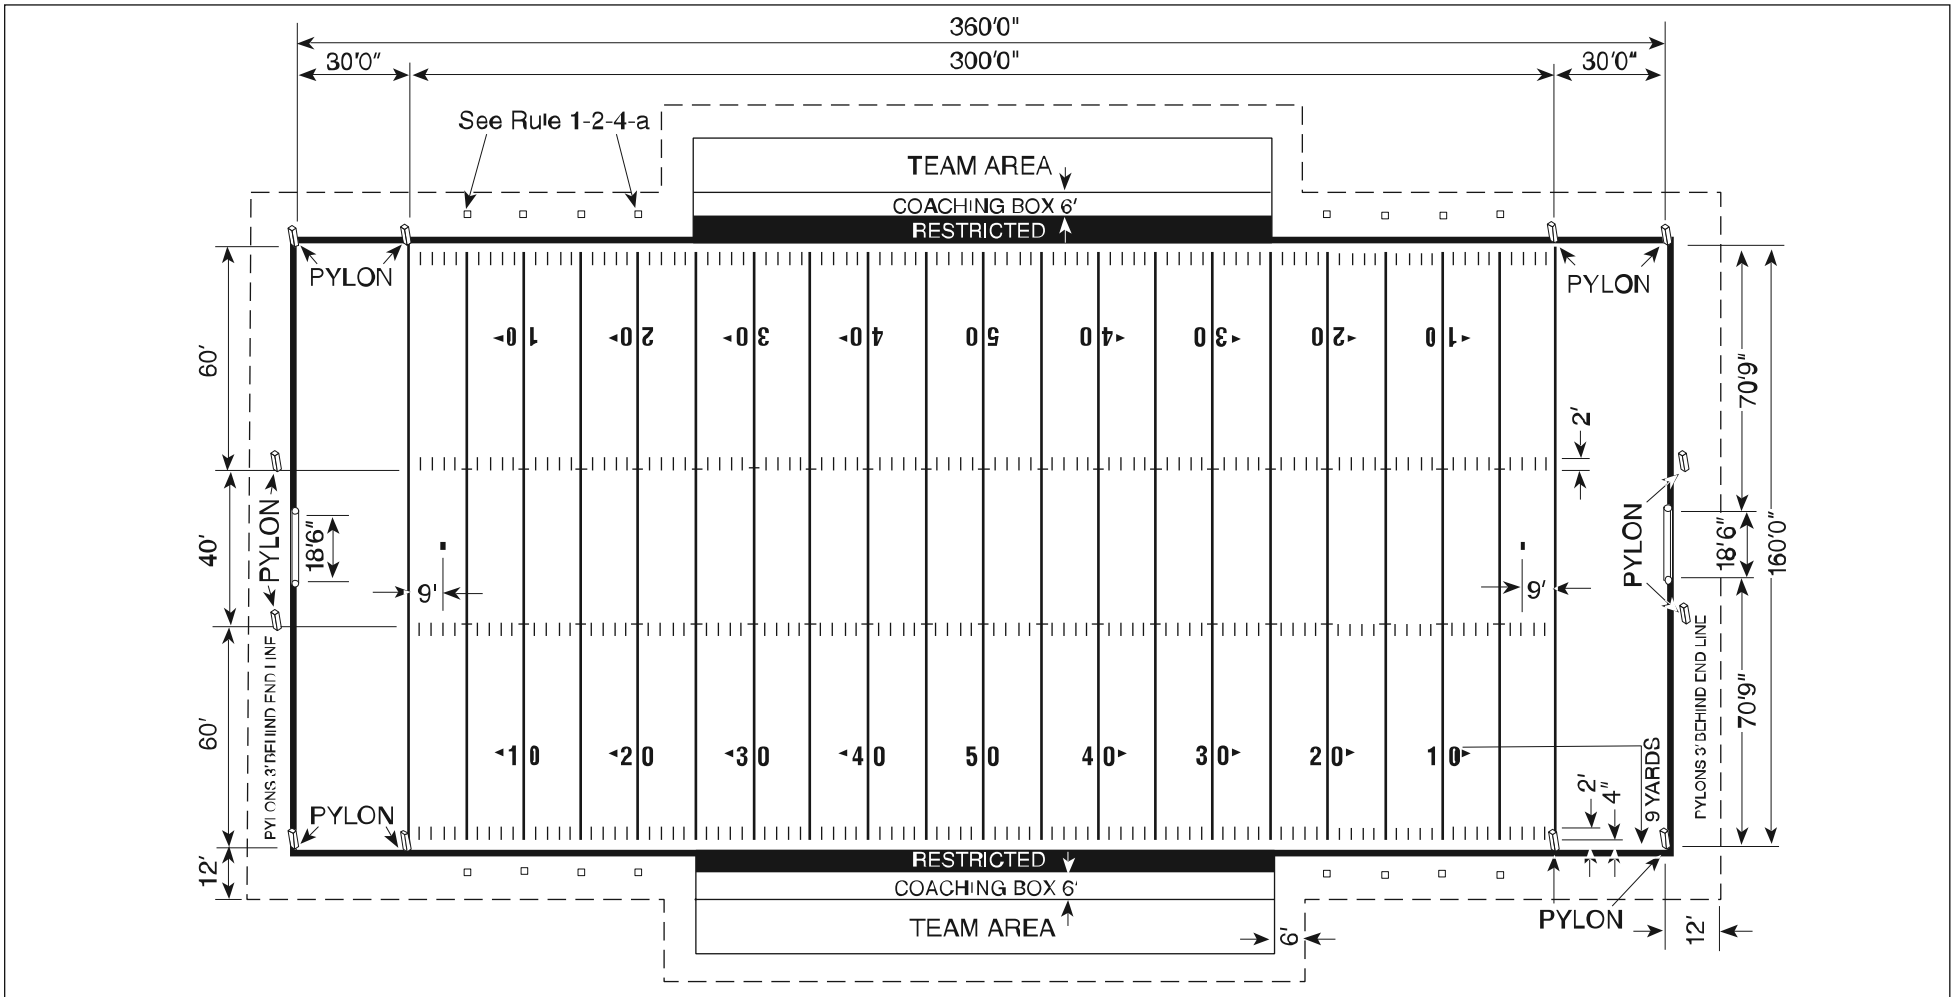 360'0"
30'0"
300'0"
30'0"
See Rule 1-2-4-a
TEAM AREA
COACHING BOX 6'
RESTRICTED
PYLON
PYLON
10
20
30
40
50
40
30
20
10
60'
70'9"
2'
PYLON
18'6"
40'
9'
9'
PYLON
18'6"
160'0"
60'
PYLONS 3' BEHIND END LINE
10
20
30
40
50
40
30
20
10
9 YARDS
2'
4"
PYLONS 3' BEHIND END LINE
70'9"
PYLON
12'
RESTRICTED
COACHING BOX 6'
TEAM AREA
6'
PYLON
12'